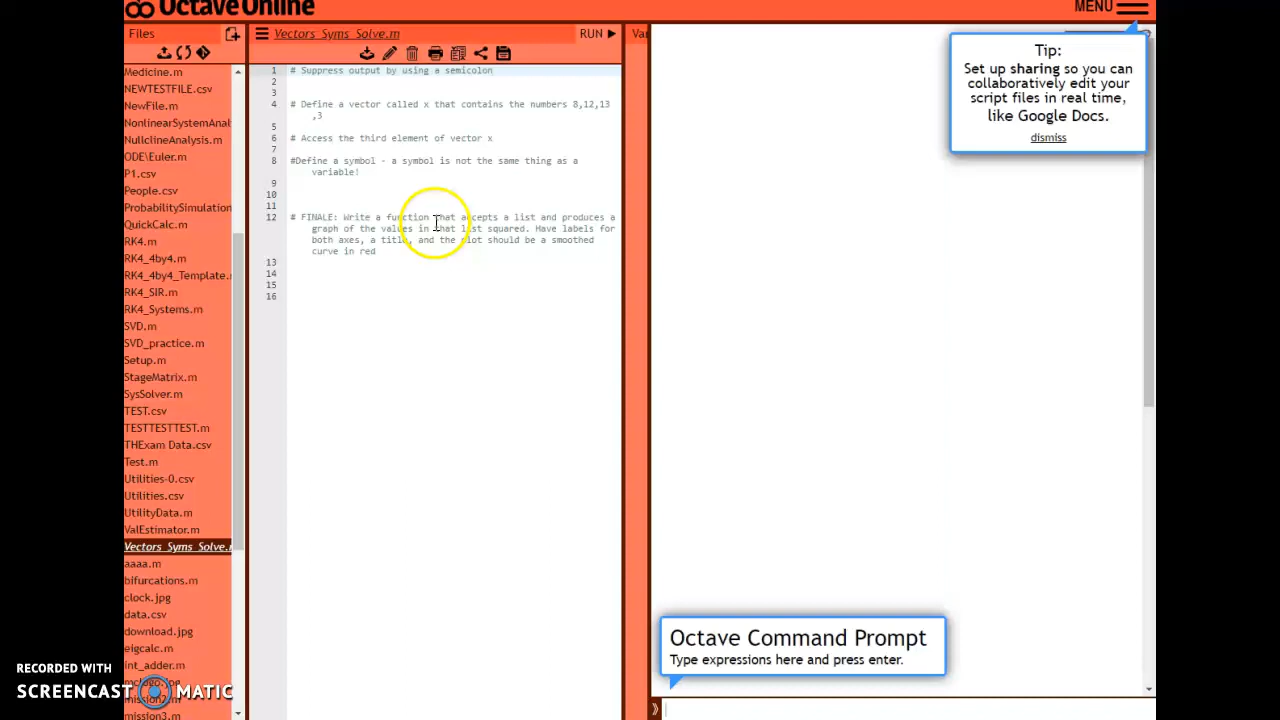 Octave Online
MENU
Files
Vectors Syms Solve.m
RUN
Va
Medicine.m
NEWTESTFILE.csv
NewFile.m
NonlinearSystemAnal
NullclineAnalysis.m
ODE\Euler.m
P1.csv
People.csv
ProbabilitySimulation
QuickCalc.m
RK4.m
RK4_4by4.m
RK4_4by4_Template.
RK4_SIR.m
RK4_Systems.m
SVD.m
SVD_practice.m
Setup.m
StageMatrix.m
SysSolver.m
TEST.csv
TESTTESTTEST.m
THExam Data.csv
Test.m
Utilities-0.csv
Utilities.csv
UtilityData.m
ValEstimator.m
Vectors Syms Solve.
aaaa.m
bifurcations.m
clock.jpg
data.csv
download.jpg
eigcalc.m
int_adder.m
mission3.m
1 # Suppress output by using a semicolon
2
3
4 # Define a vector called x that contains the numbers 8,12,13
,3
5
6 # Access the third element of vector x
7
8 #Define a symbol - a symbol is not the same thing as a
variable!
9
10
11
12 # FINALE: Write a function that accepts a list and produces a
graph of the values in that list squared. Have labels for
both axes, a title, and the plot should be a smoothed
curve in red
13
14
15
16
Tip:
Set up sharing so you can
collaboratively edit your
script files in real time,
like Google Docs.
dismiss
Octave Command Prompt
Type expressions here and press enter.
»
RECORDED WITH
SCREENCAST MATIC